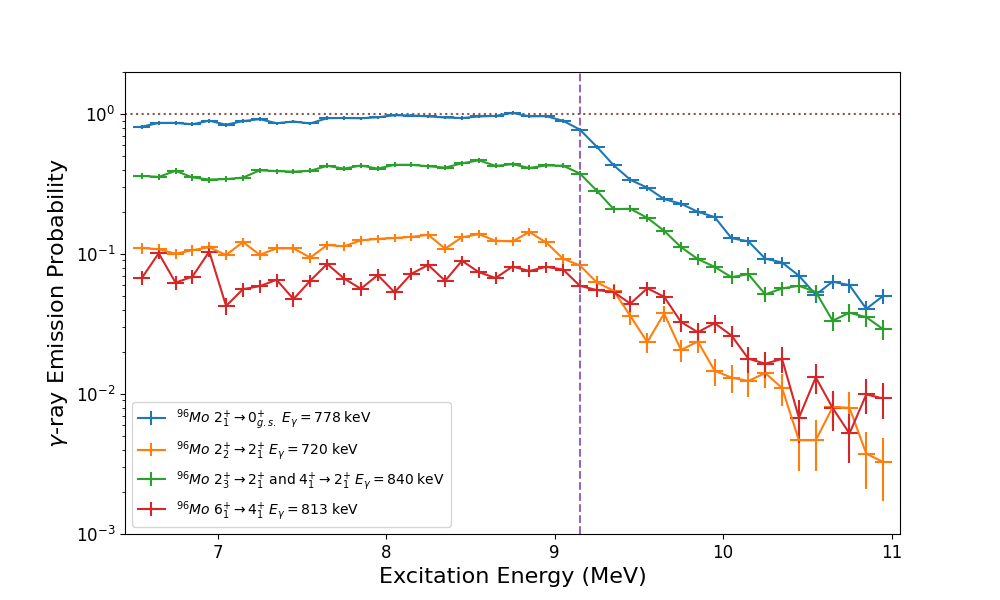 γ-ray Emission Probability
10⁰
10⁻¹
10⁻²
10⁻³
⁹⁶Mo 2₁⁺→0⁺g.s. Eγ = 778 keV
⁹⁶Mo 2₂⁺→2₁⁺ Eγ = 720 keV
⁹⁶Mo 2₃⁺→2₁⁺ and 4₁⁺→2₁⁺ Eγ = 840 keV
⁹⁶Mo 6₁⁺→4₁⁺ Eγ = 813 keV
7 8 9 10 11
Excitation Energy (MeV)